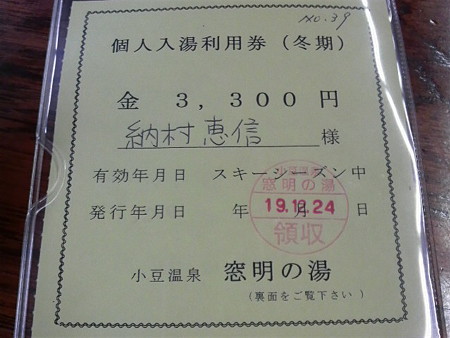 No.39
個人入湯利用券（冬期）
金 3,300 円
納村恵信 様
有効年月日 スキーシーズン中
発行年月日 年 月 日
窓明の湯
領収
小豆温泉 窓明の湯
（裏面をご覧下さい）